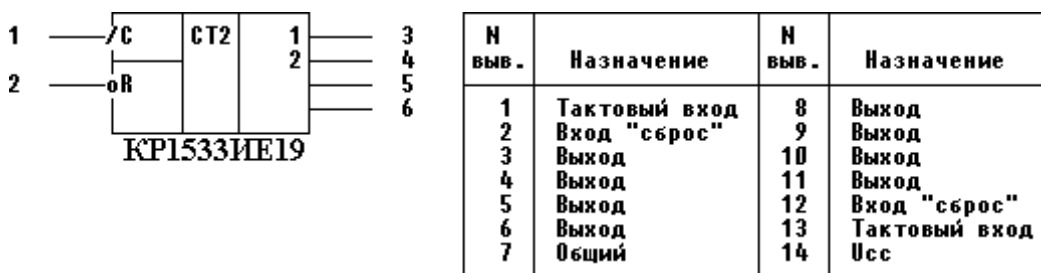 1 /C CT2 1 3
2 4
2 oR 5
6
КР1533ИЕ19
N выв. Назначение N выв. Назначение
1 Тактовый вход 8 Выход
2 Вход "сброс" 9 Выход
3 Выход 10 Выход
4 Выход 11 Выход
5 Выход 12 Вход "сброс"
6 Выход 13 Тактовый вход
7 Общий 14 Ucc